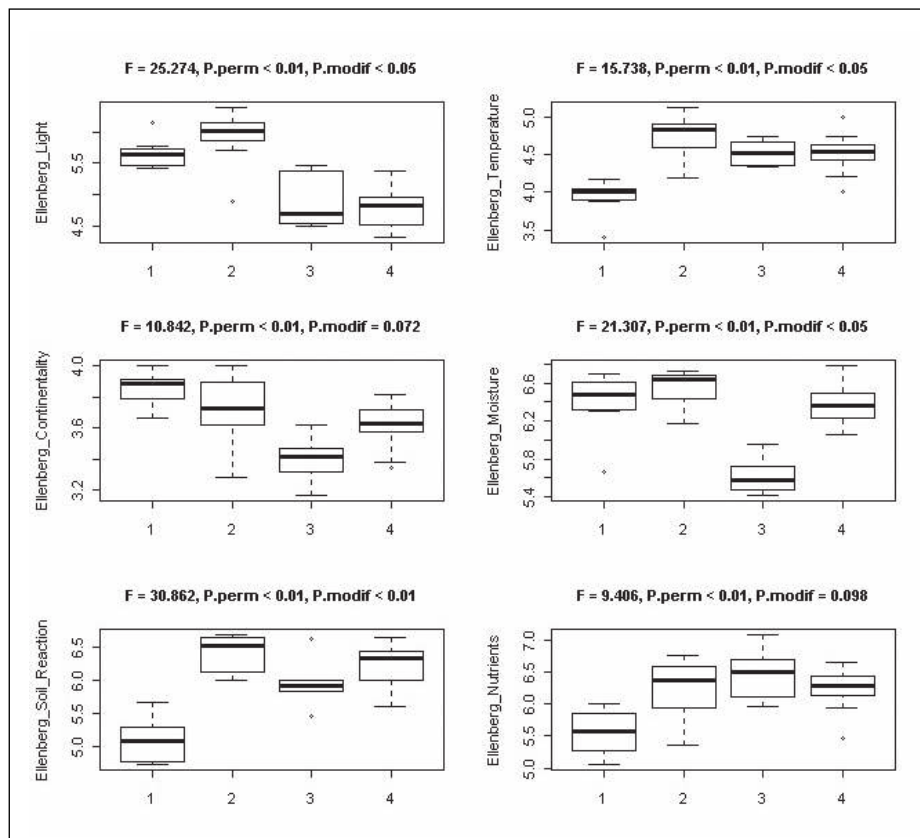 F = 25.274, P.perm < 0.01, P.modif < 0.05
Ellenberg_Light
5.5
4.5
1 2 3 4
F = 15.738, P.perm < 0.01, P.modif < 0.05
Ellenberg_Temperature
5.0
4.5
4.0
3.5
1 2 3 4
F = 10.842, P.perm < 0.01, P.modif = 0.072
Ellenberg_Continentality
4.0
3.6
3.2
1 2 3 4
F = 21.307, P.perm < 0.01, P.modif < 0.05
Ellenberg_Moisture
6.6
6.2
5.8
5.4
1 2 3 4
F = 30.862, P.perm < 0.01, P.modif < 0.01
Ellenberg_Soil_Reaction
6.5
6.0
5.5
5.0
1 2 3 4
F = 9.406, P.perm < 0.01, P.modif = 0.098
Ellenberg_Nutrients
7.0
6.5
6.0
5.5
5.0
1 2 3 4